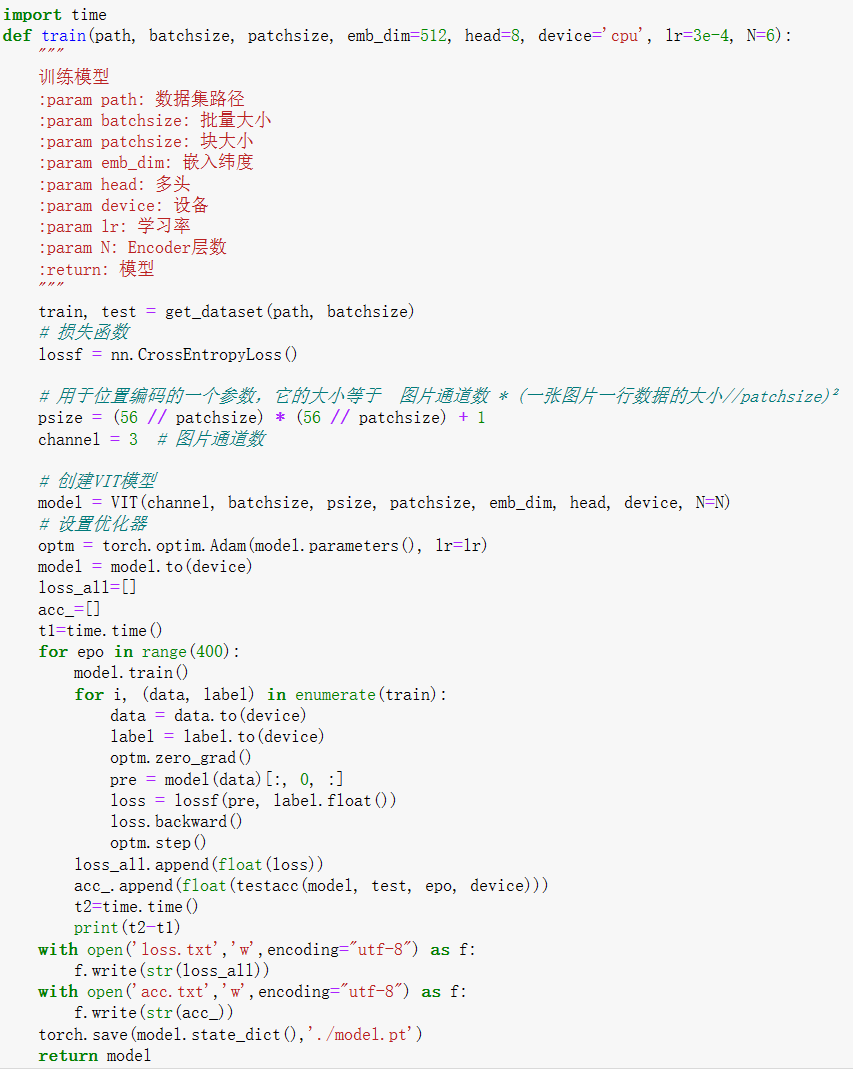 import time
def train(path, batchsize, patchsize, emb_dim=512, head=8, device='cpu', lr=3e-4, N=6):
    """
    训练模型
    :param path: 数据集路径
    :param batchsize: 批量大小
    :param patchsize: 块大小
    :param emb_dim: 嵌入纬度
    :param head: 多头
    :param device: 设备
    :param lr: 学习率
    :param N: Encoder层数
    :return: 模型
    """
    train, test = get_dataset(path, batchsize)
    # 损失函数
    lossf = nn.CrossEntropyLoss()

    # 用于位置编码的一个参数，它的大小等于  图片通道数 * (一张图片一行数据的大小//patchsize)²
    psize = (56 // patchsize) * (56 // patchsize) + 1
    channel = 3  # 图片通道数

    # 创建VIT模型
    model = VIT(channel, batchsize, psize, patchsize, emb_dim, head, device, N=N)
    # 设置优化器
    optm = torch.optim.Adam(model.parameters(), lr=lr)
    model = model.to(device)
    loss_all=[]
    acc_=[]
    t1=time.time()
    for epo in range(400):
        model.train()
        for i, (data, label) in enumerate(train):
            data = data.to(device)
            label = label.to(device)
            optm.zero_grad()
            pre = model(data)[:, 0, :]
            loss = lossf(pre, label.float())
            loss.backward()
            optm.step()
        loss_all.append(float(loss))
        acc_.append(float(testacc(model, test, epo, device)))
        t2=time.time()
        print(t2-t1)
    with open('loss.txt','w',encoding="utf-8") as f:
        f.write(str(loss_all))
    with open('acc.txt','w',encoding="utf-8") as f:
        f.write(str(acc_))
    torch.save(model.state_dict(),'./model.pt')
    return model